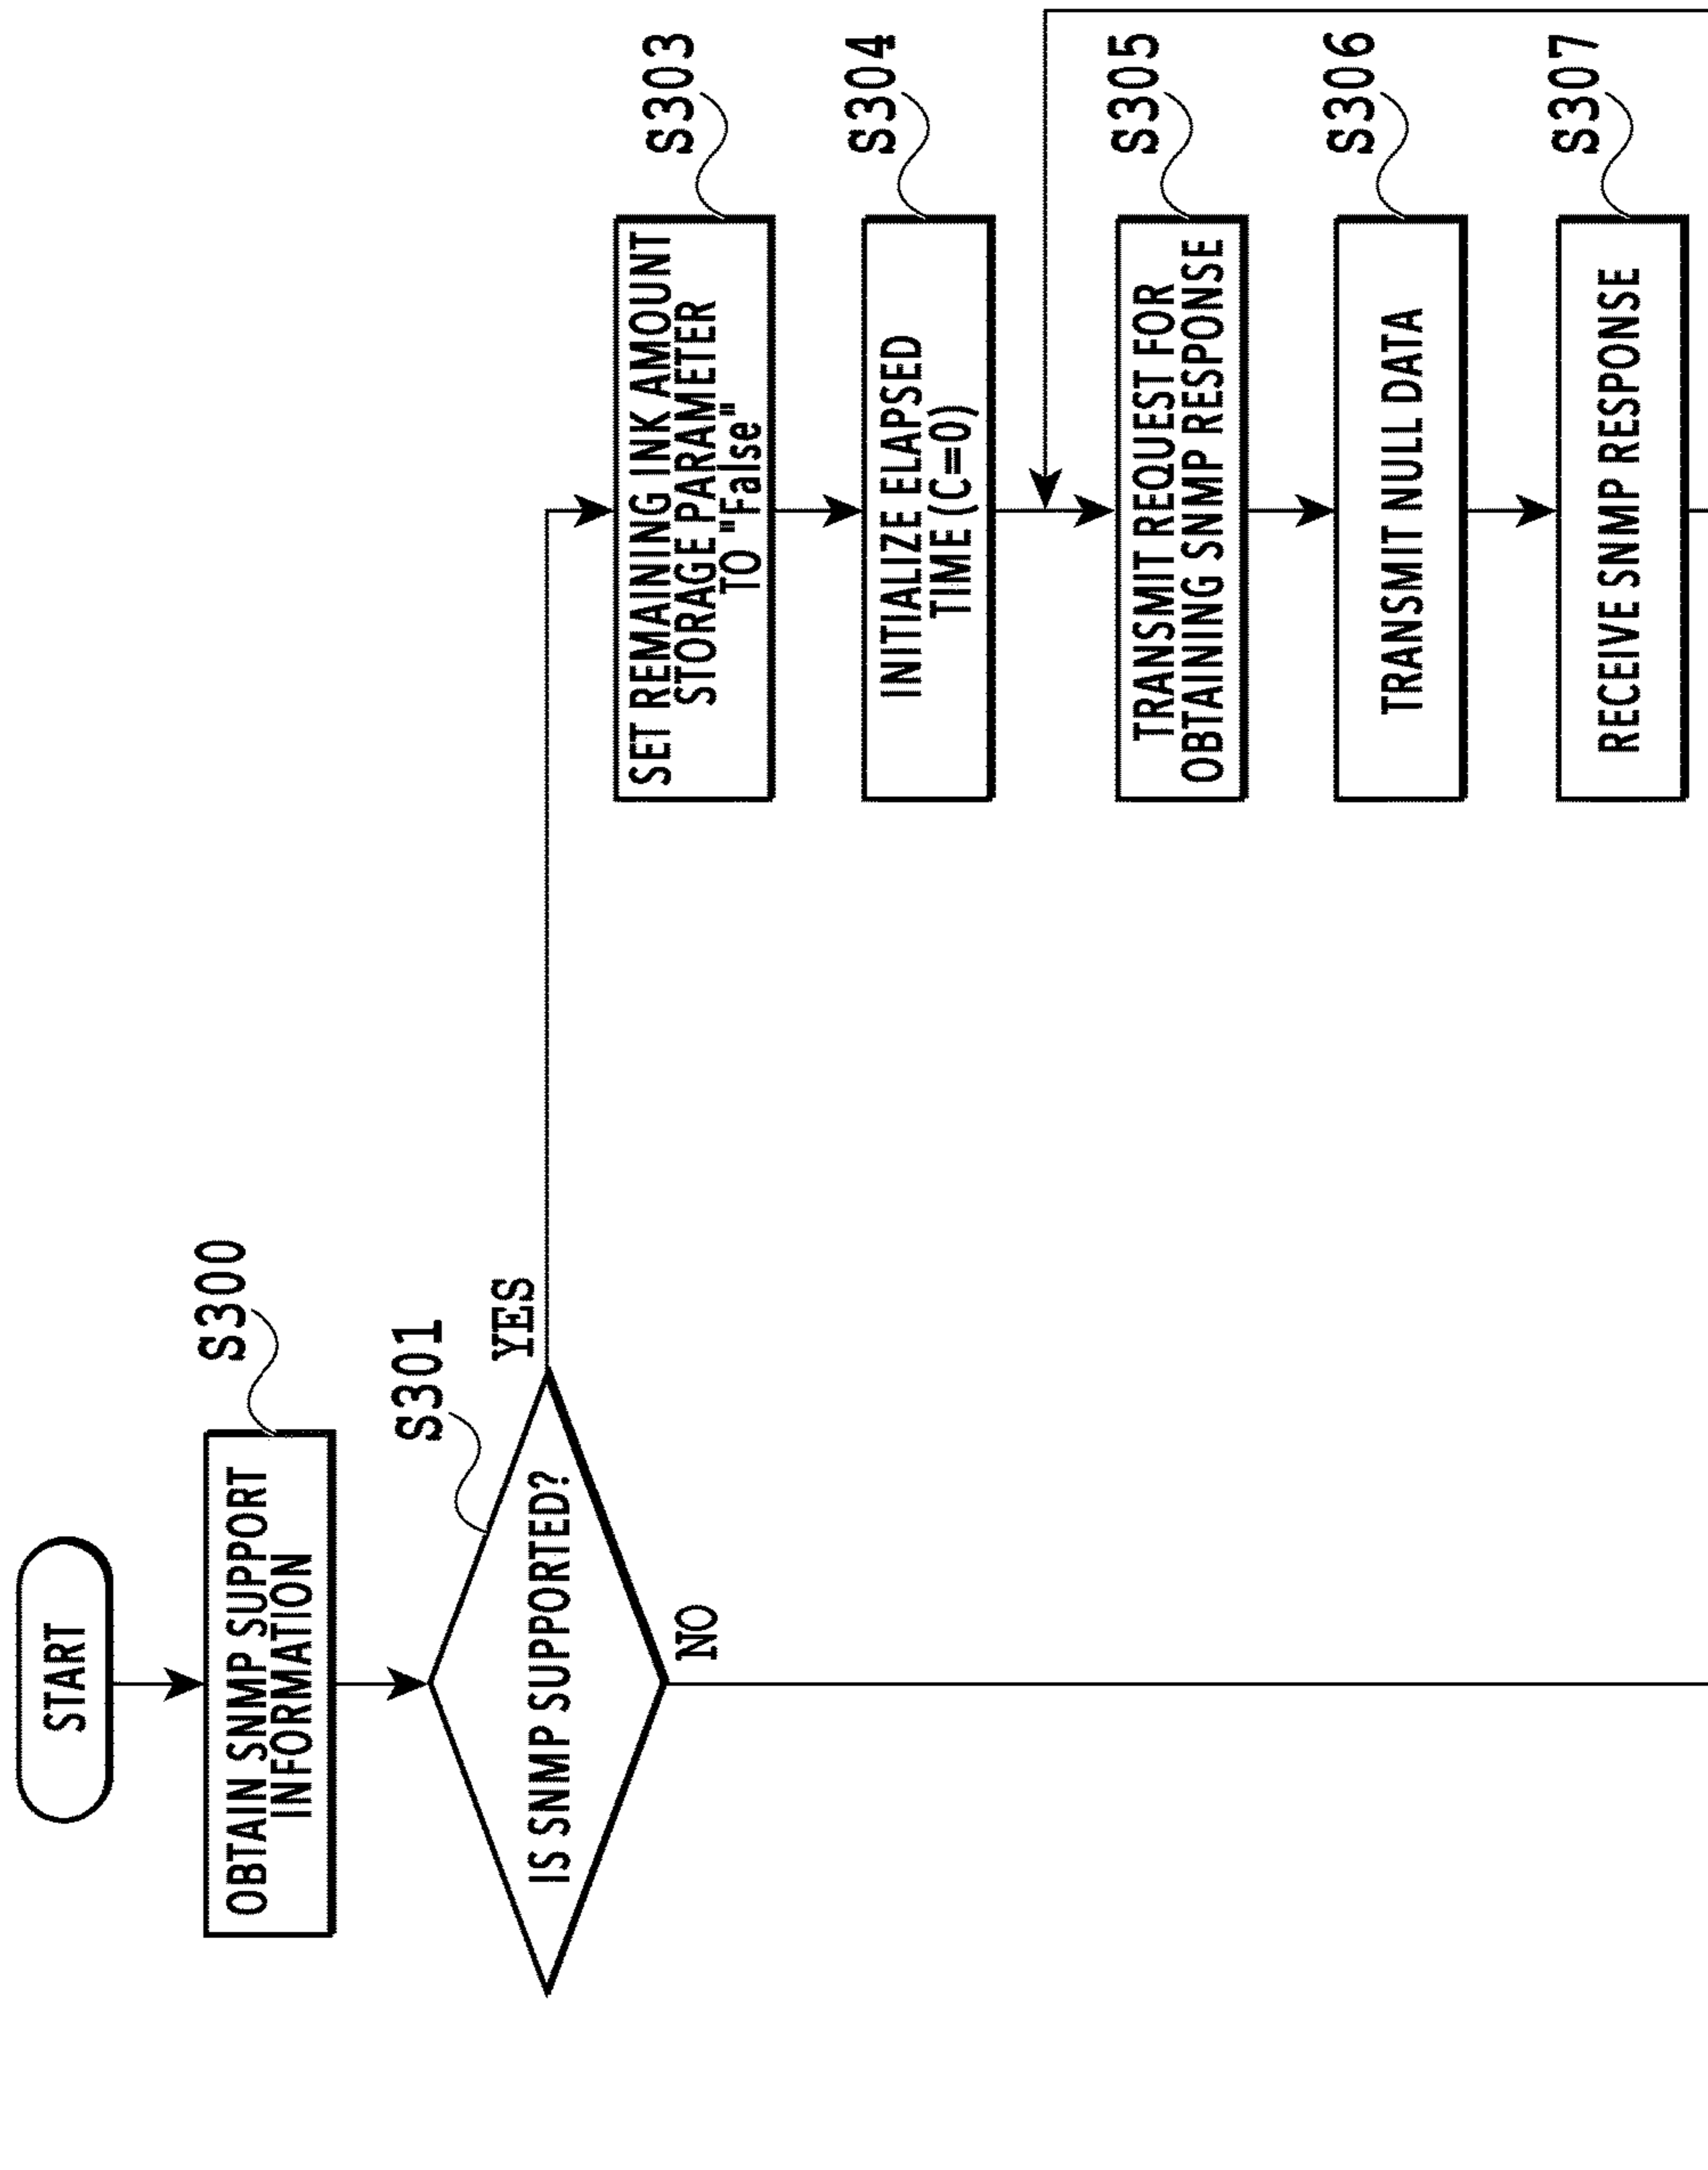 START
S300
OBTAIN SNMP SUPPORT
INFORMATION
S301
IS SNMP SUPPORTED?
YES
NO
S303
SET REMAINING INK AMOUNT
STORAGE PARAMETER
TO "False"
S304
INITIALIZE ELAPSED
TIME (C=0)
S305
TRANSMIT REQUEST FOR
OBTAINING SNMP RESPONSE
S306
TRANSMIT NULL DATA
S307
RECEIVE SNMP RESPONSE